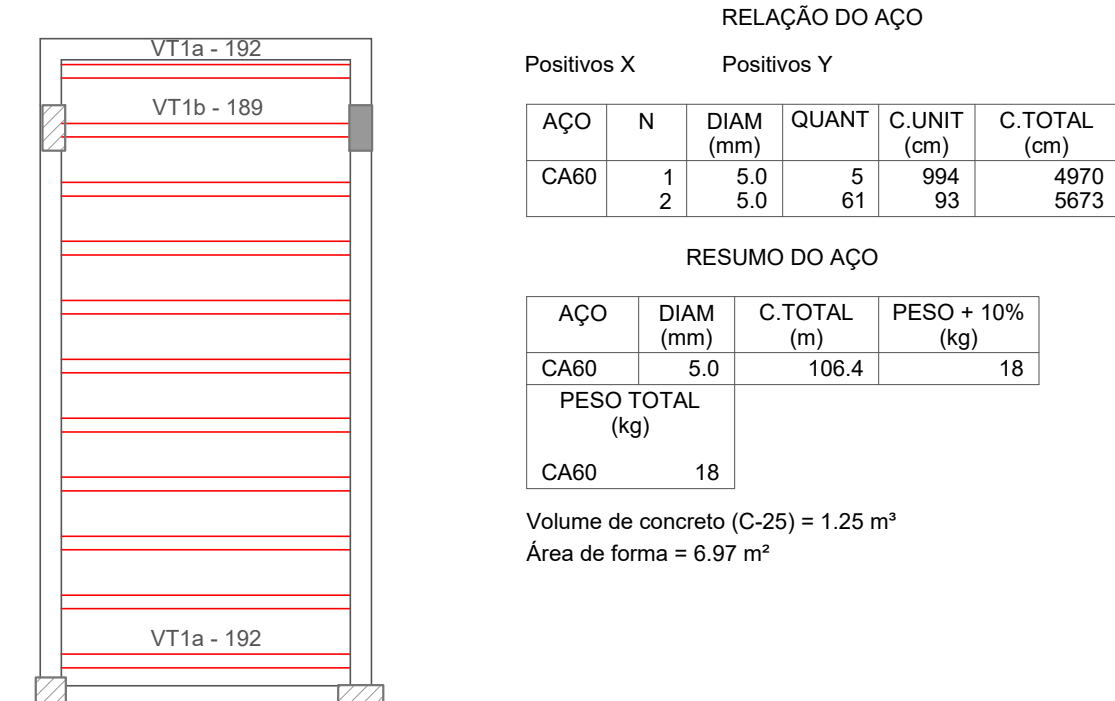 VT1a - 192
VT1b - 189
VT1a - 192
RELAÇÃO DO AÇO
Positivos X Positivos Y
AÇO N DIAM (mm) QUANT C.UNIT (cm) C.TOTAL (cm)
CA60 1 5.0 5 994 4970
2 5.0 61 93 5673
RESUMO DO AÇO
AÇO DIAM (mm) C.TOTAL (m) PESO + 10% (kg)
CA60 5.0 106.4 18
PESO TOTAL
(kg)
CA60 18
Volume de concreto (C-25) = 1.25 m³
Área de forma = 6.97 m²